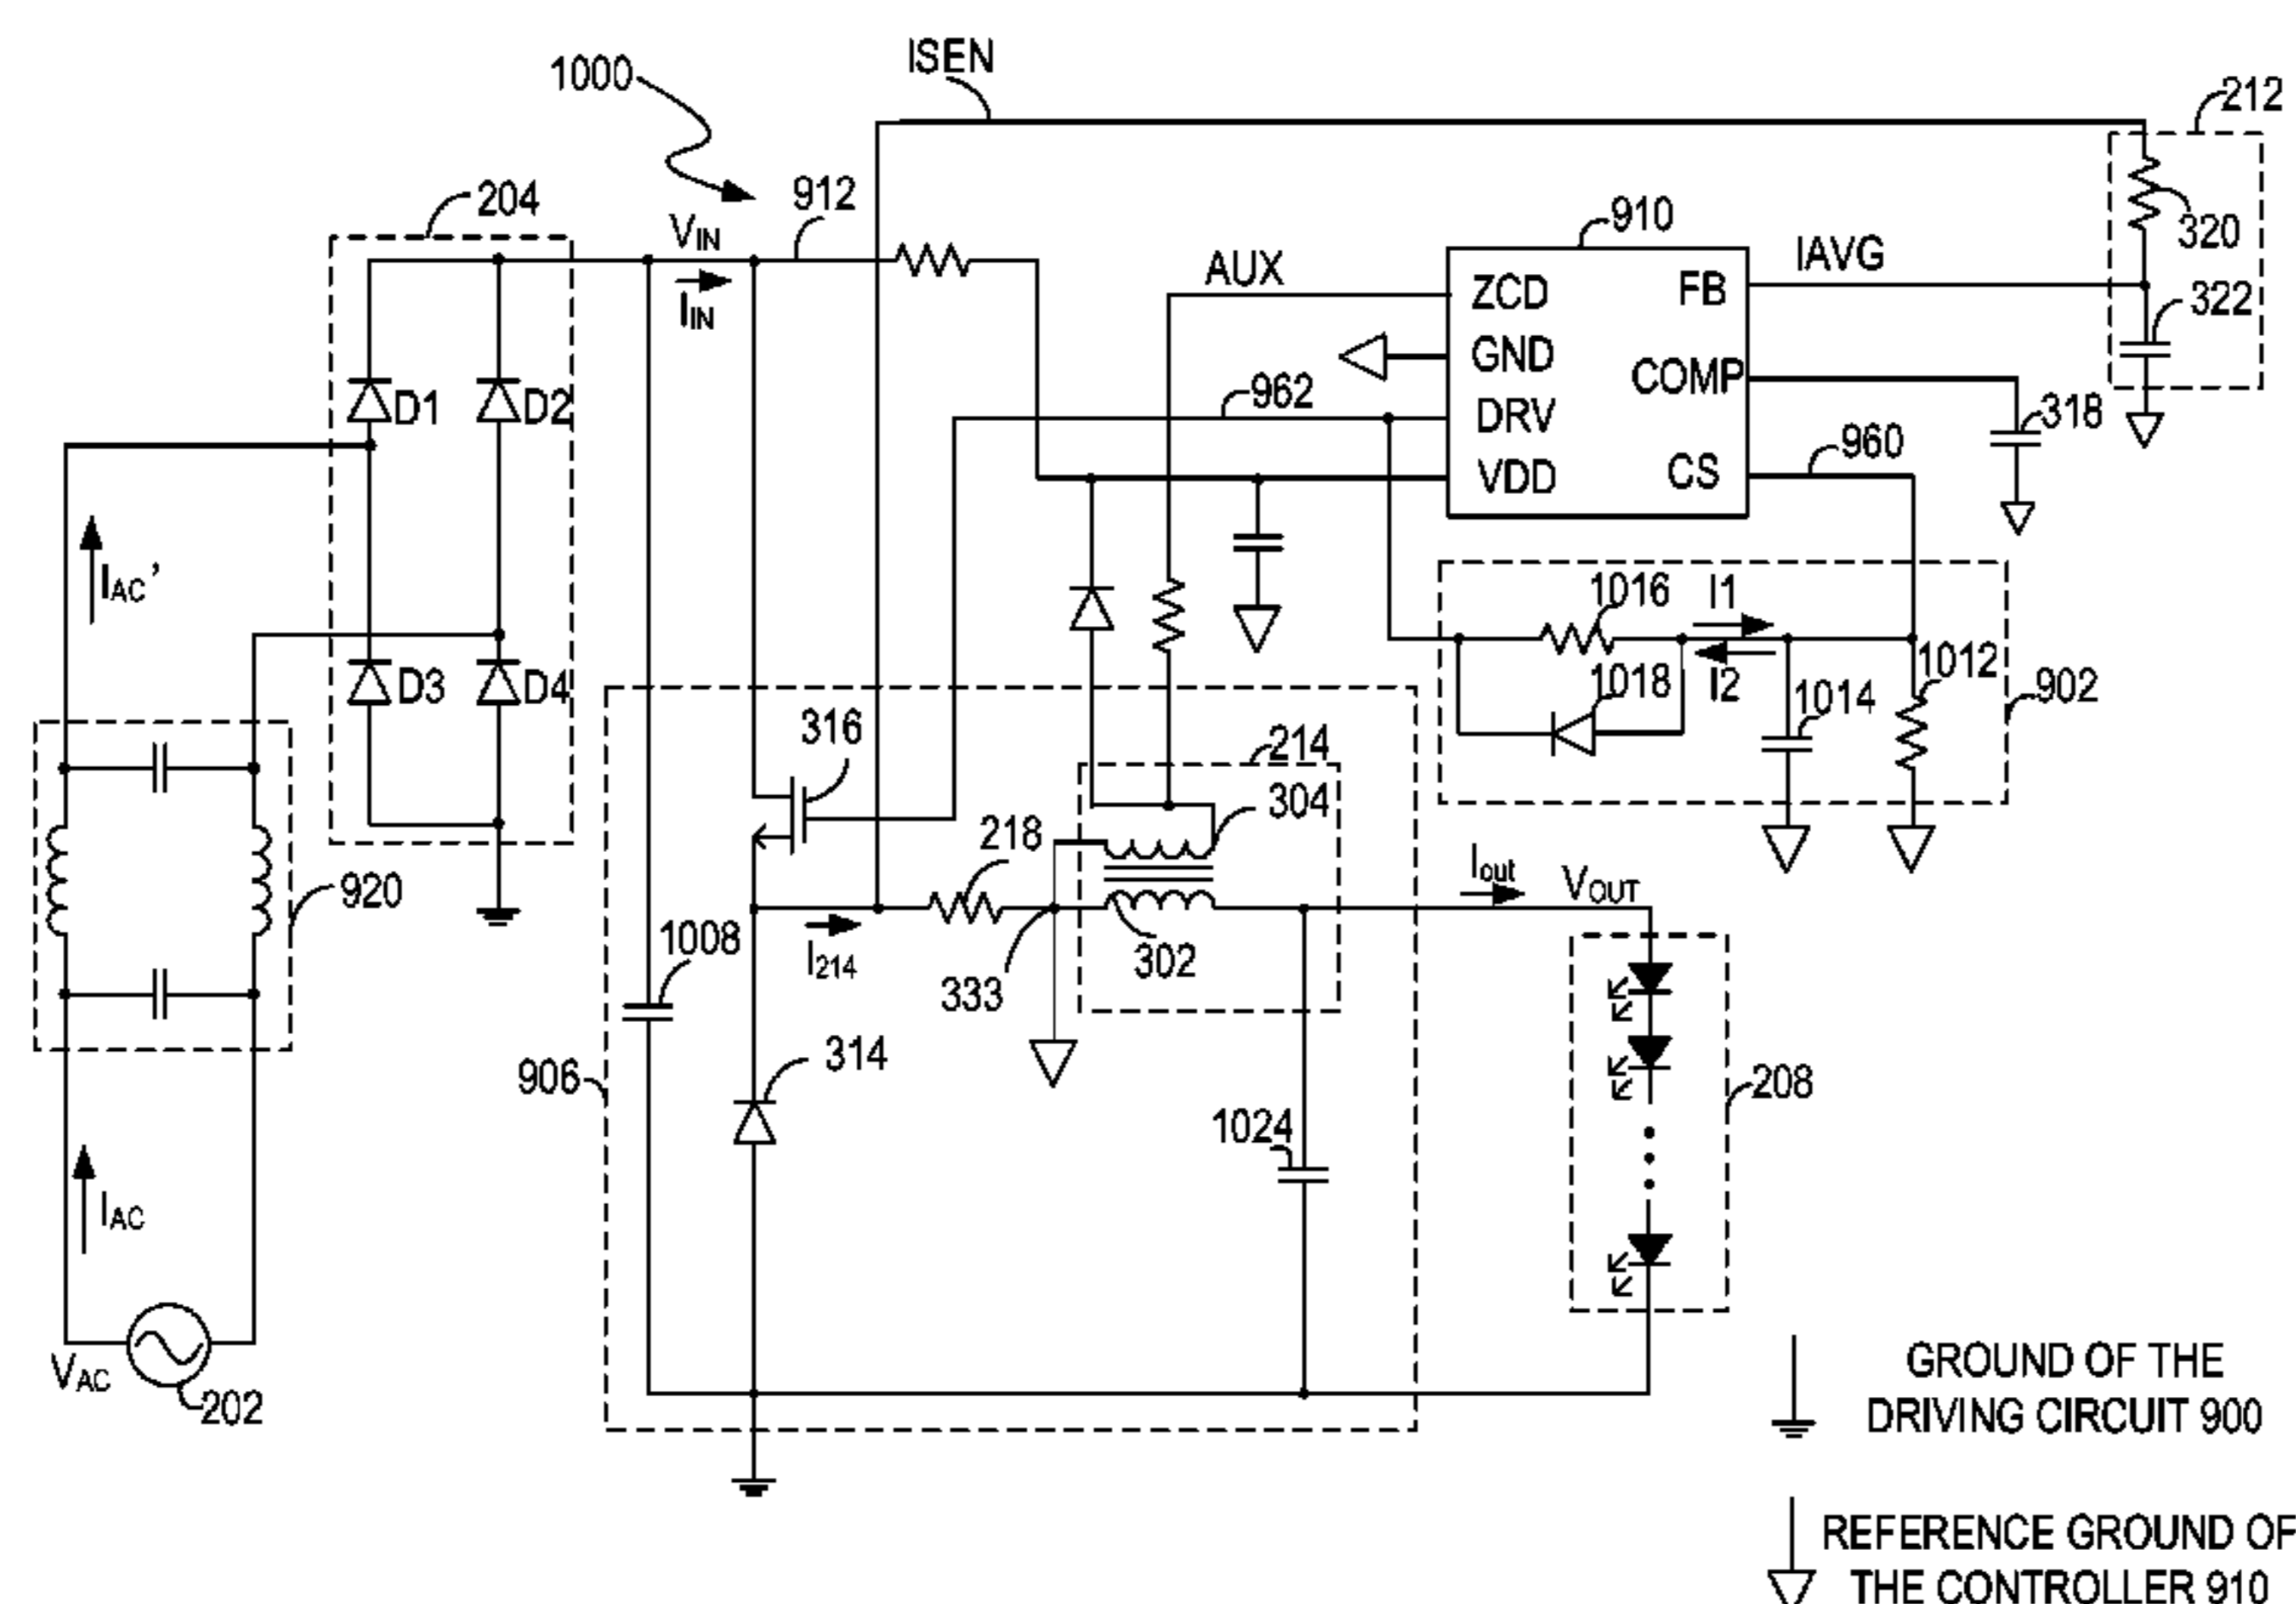 ISEN
1000
212
204
912
VIN
IIN
910
AUX
IAVG
320
ZCD
FB
322
GND
COMP
962
DRV
318
960
VDD
CS
D1
D2
IAC'
1016
I1
1012
1018
I2
1014
902
D3
D4
316
214
304
218
Iout
VOUT
920
1008
I214
302
333
314
906
208
1024
IAC
VAC
202
GROUND OF THE
DRIVING CIRCUIT 900
REFERENCE GROUND OF
THE CONTROLLER 910